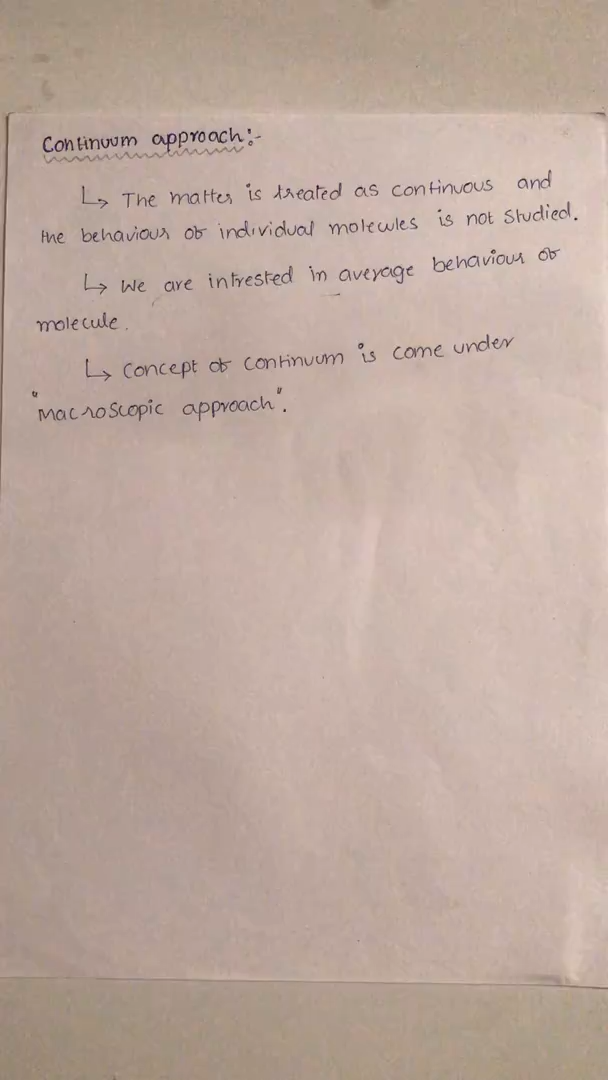 Continuum approach:-
↳ The matter is treated as continuous and
the behaviour of individual molecules is not studied.
↳ We are intrested in average behaviour of
molecule.
↳ Concept of continuum is come under
"macroscopic approach".